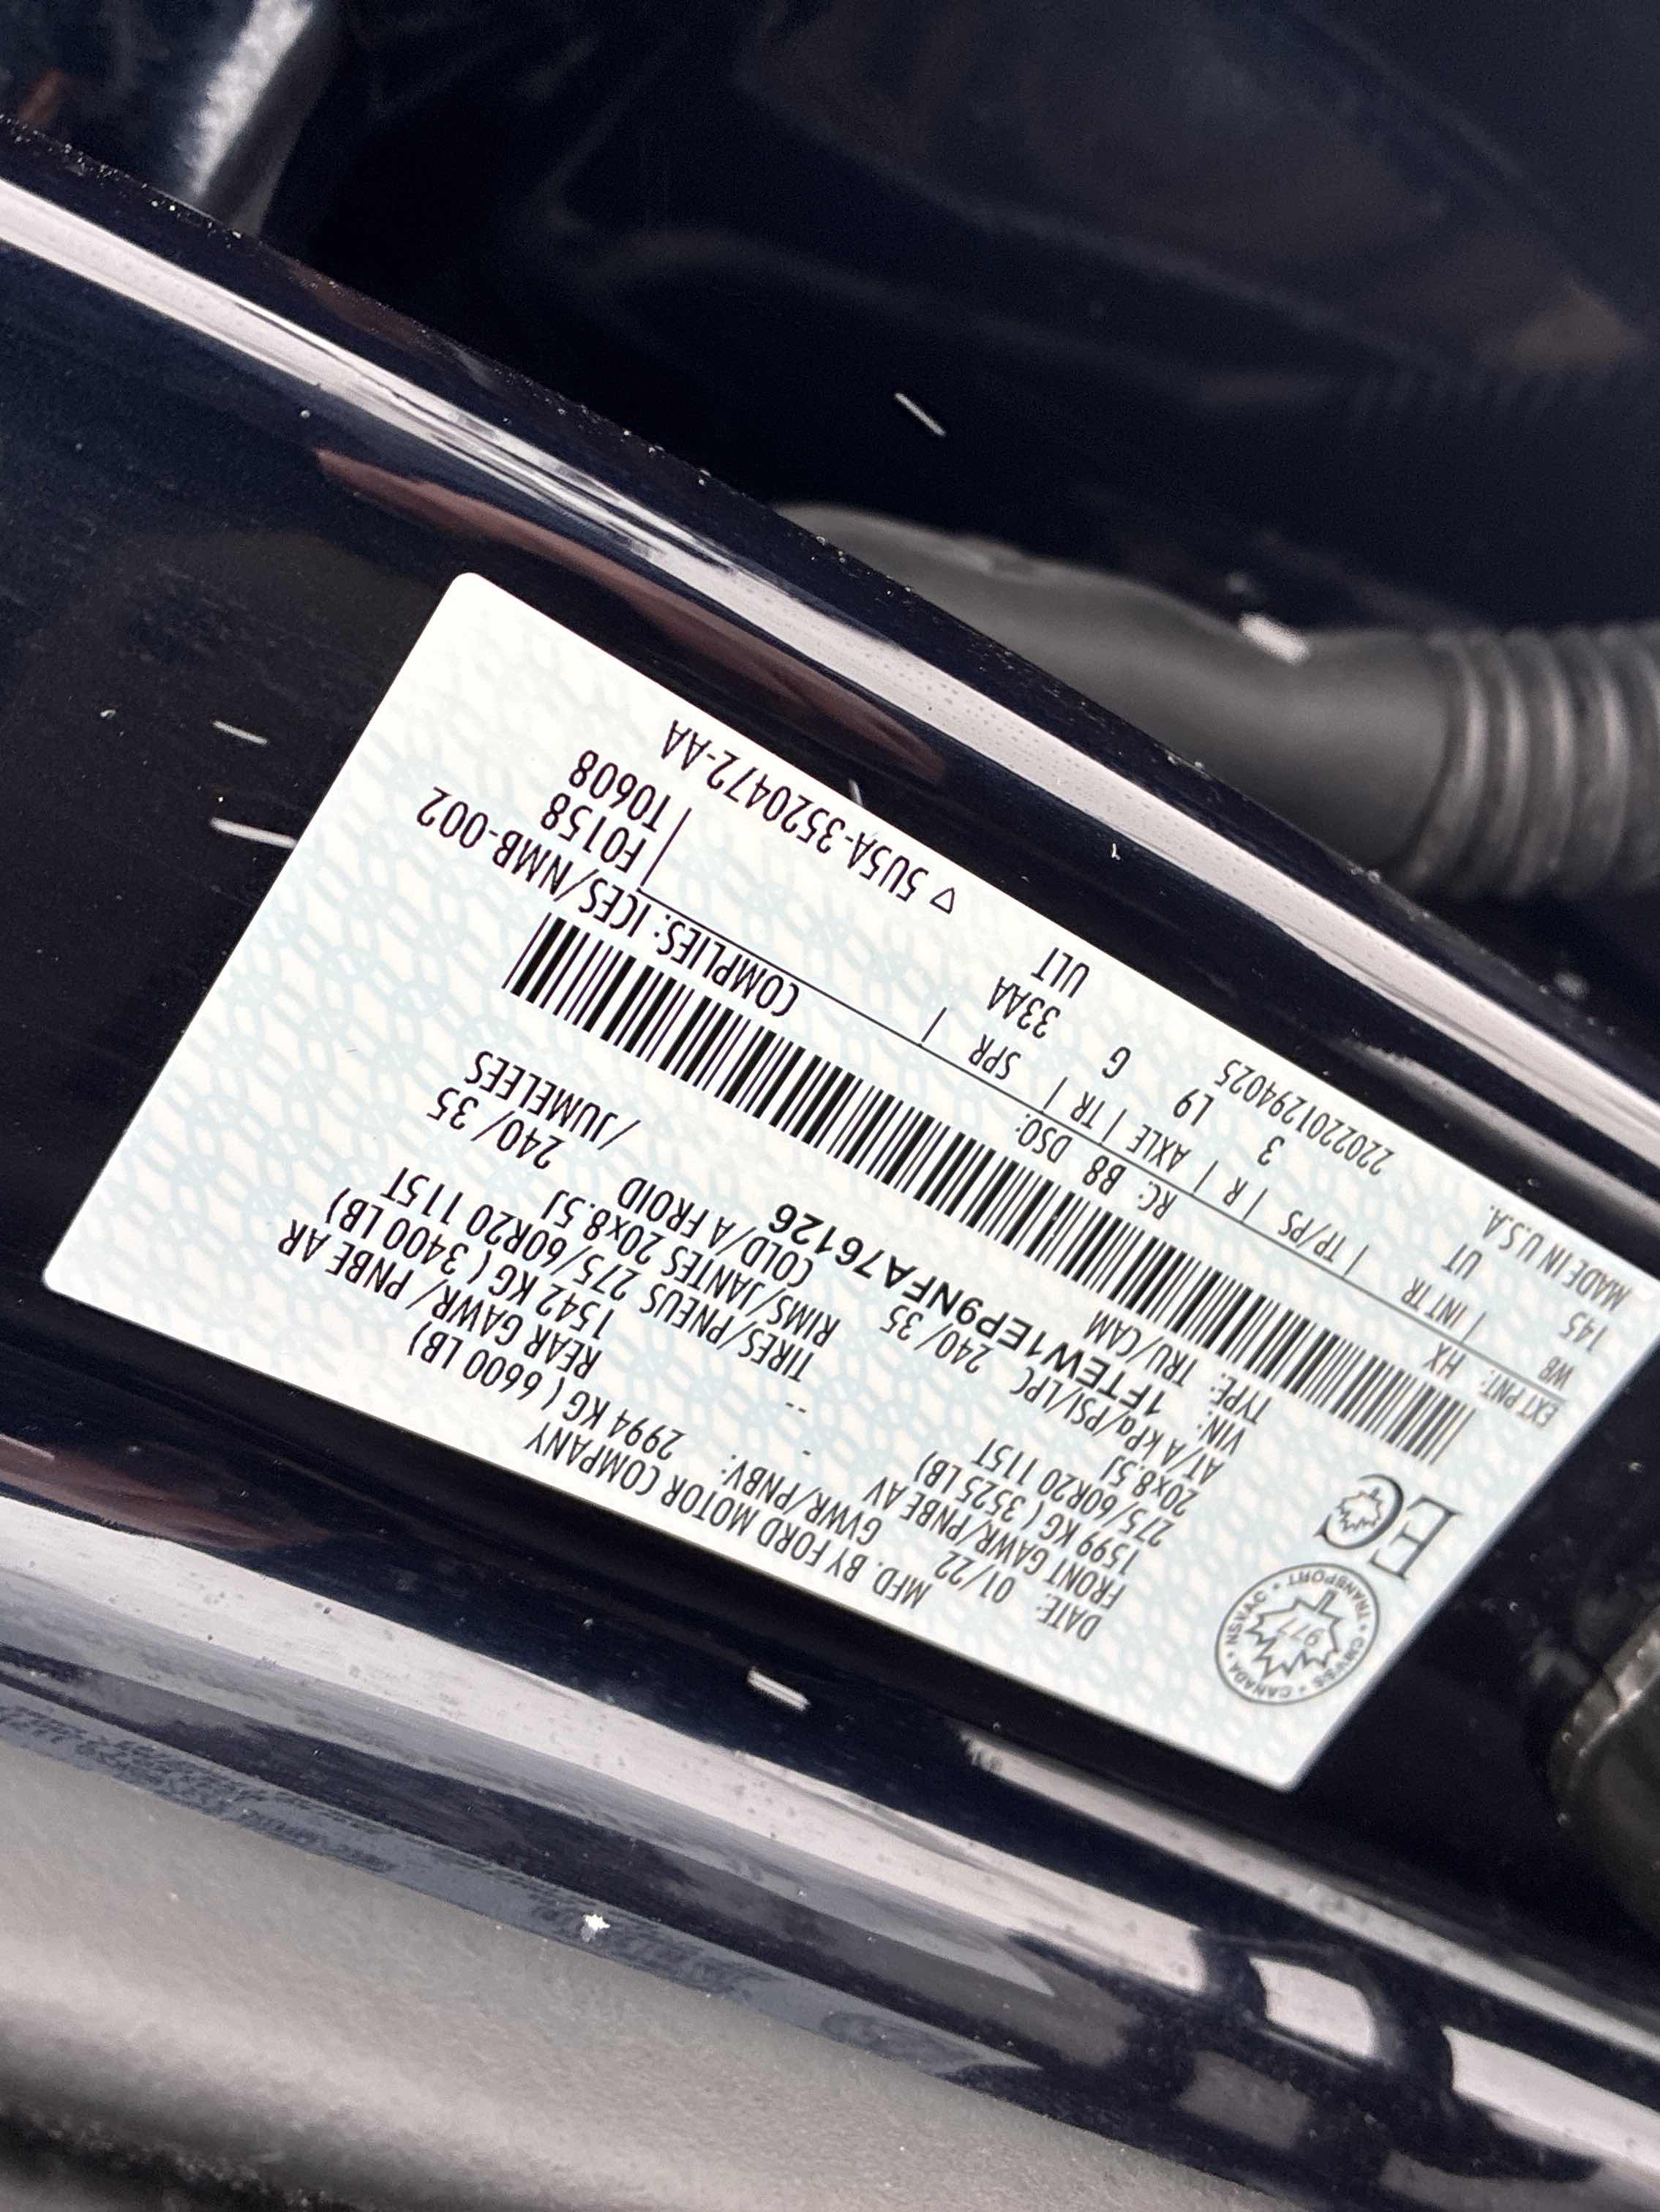 MFD. BY FORD MOTOR COMPANY
DATE: 01/22 GVWR/PNBV: 2994 KG ( 6600 LB)
FRONT GAWR/PNBE AV -- REAR GAWR/ PNBE AR
1599 KG ( 3525 LB) -- 1542 KG ( 3400 LB)
275/60R20 115T TIRES/PNEUS 275/60R20 115T
20x8.5J RIMS/JANTES 20x8.5J
AT/A kPa/PSI/LPC 240/ 35 COLD/A FROID 240/ 35
VIN: 1FTEW1EP9NFA76126 /JUMELEES
TYPE: TRU/CAM
CANADA • NSVAC • TRANSPORT • CMVSS •
977
EC
EXT PNT: HX RC: B8 DSO: COMPLIES: ICES/NMB-002
WB | INT TR | TP/PS | R | AXLE | TR | SPR | F0158
145 UT 3 L9 G 33AA T0608
MADE IN U.S.A. ULT
2202201294025 ▽ 5U5A-3520472-AA